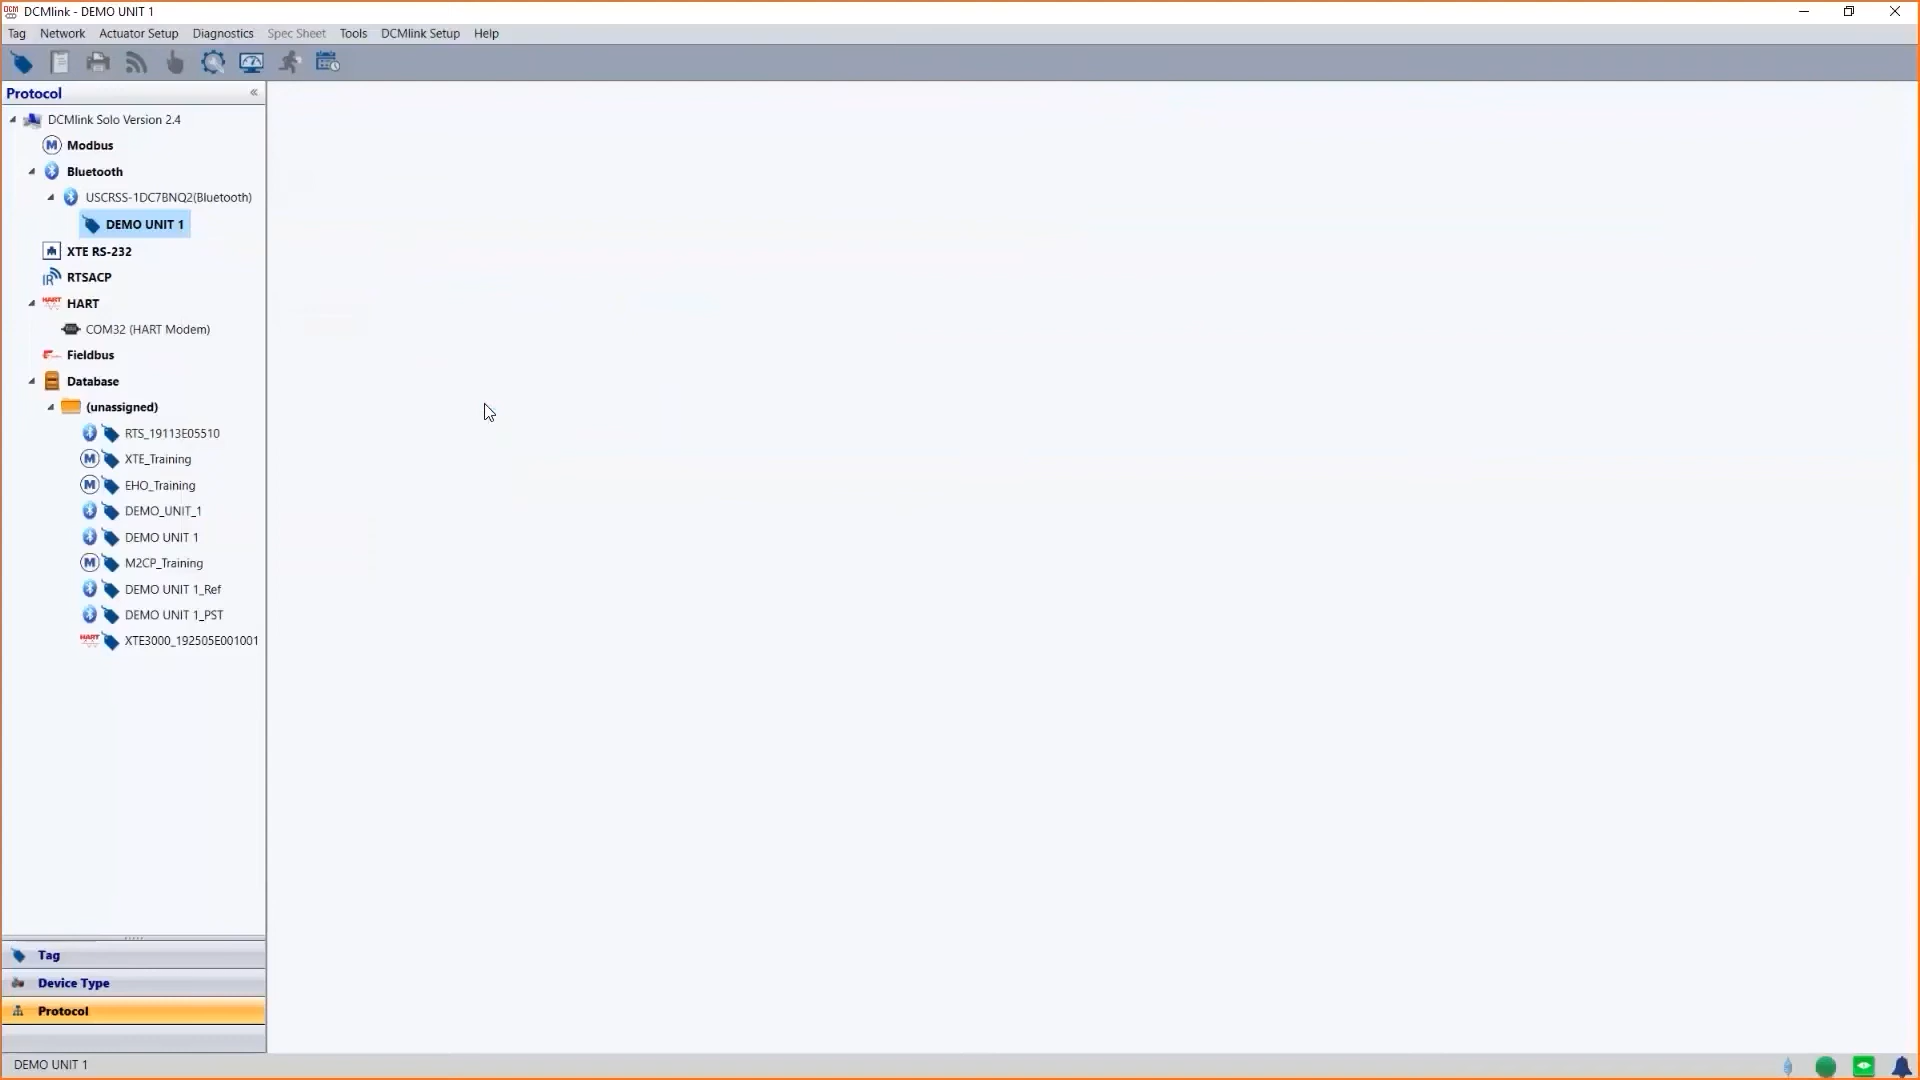 DCMlink - DEMO UNIT 1
Tag Network Actuator Setup Diagnostics Spec Sheet Tools DCMlink Setup Help
Protocol «
DCMlink Solo Version 2.4
M Modbus
Bluetooth
USCRSS-1DC7BNQ2(Bluetooth)
DEMO UNIT 1
XTE RS-232
IR RTSACP
HART HART
COM32 (HART Modem)
Fieldbus
Database
(unassigned)
RTS_19113E05510
M XTE_Training
M EHO_Training
DEMO_UNIT_1
DEMO UNIT 1
M M2CP_Training
DEMO UNIT 1_Ref
DEMO UNIT 1_PST
HART XTE3000_192505E001001
Tag
Device Type
Protocol
DEMO UNIT 1